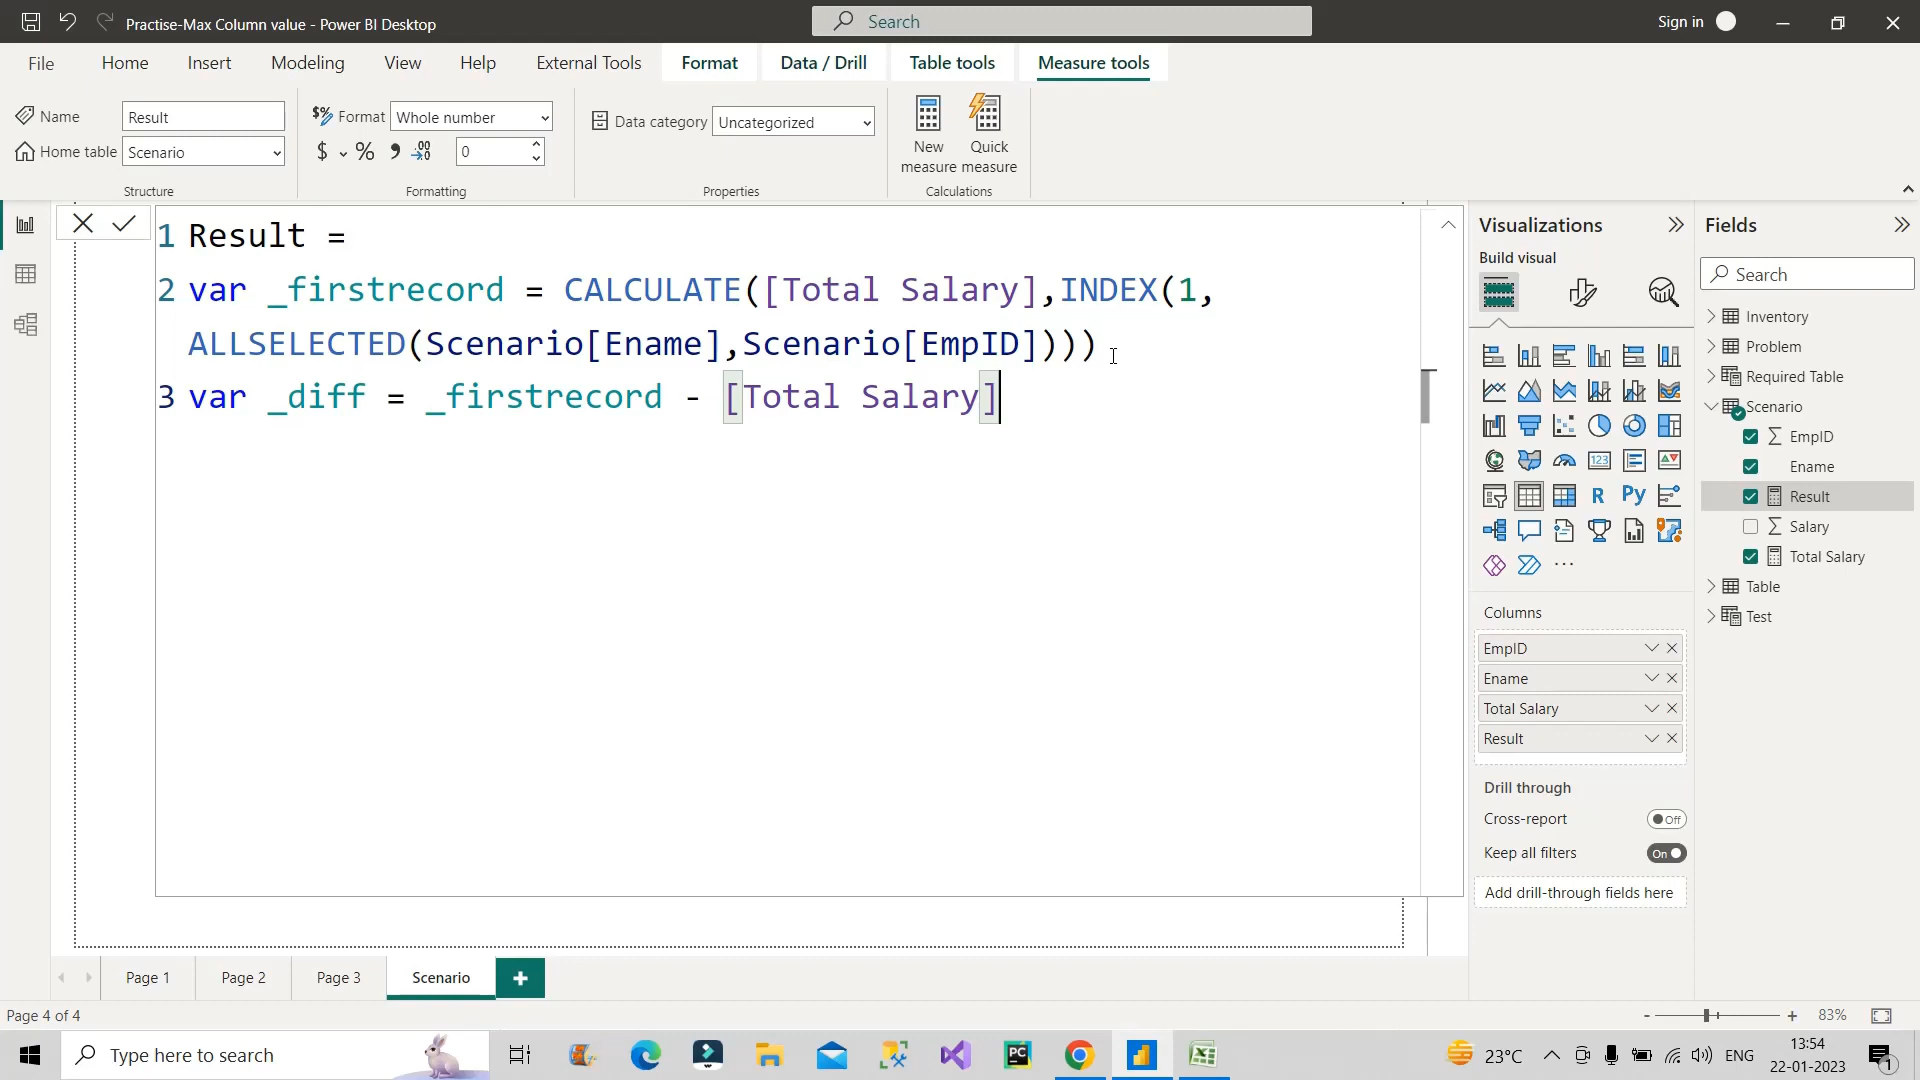 Practise-Max Column value - Power BI Desktop
Search
Sign in
File
Home
Insert
Modeling
View
Help
External Tools
Format
Data / Drill
Table tools
Measure tools
Name
Result
Home table
Scenario
Structure
Format
Whole number
$
%
0
Formatting
Data category
Uncategorized
Properties
New measure
Quick measure
Calculations
1 Result =
2 var _firstrecord = CALCULATE([Total Salary],INDEX(1,
ALLSELECTED(Scenario[Ename],Scenario[EmpID])))
3 var _diff = _firstrecord - [Total Salary]
Visualizations
Build visual
123
R
Py
...
Columns
EmpID
Ename
Total Salary
Result
Drill through
Cross-report
Off
Keep all filters
On
Add drill-through fields here
Fields
Search
Inventory
Problem
Required Table
Scenario
EmpID
Ename
Result
Salary
Total Salary
Table
Test
Page 1
Page 2
Page 3
Scenario
Page 4 of 4
83%
Type here to search
PC
23°C
ENG
13:54
22-01-2023
1